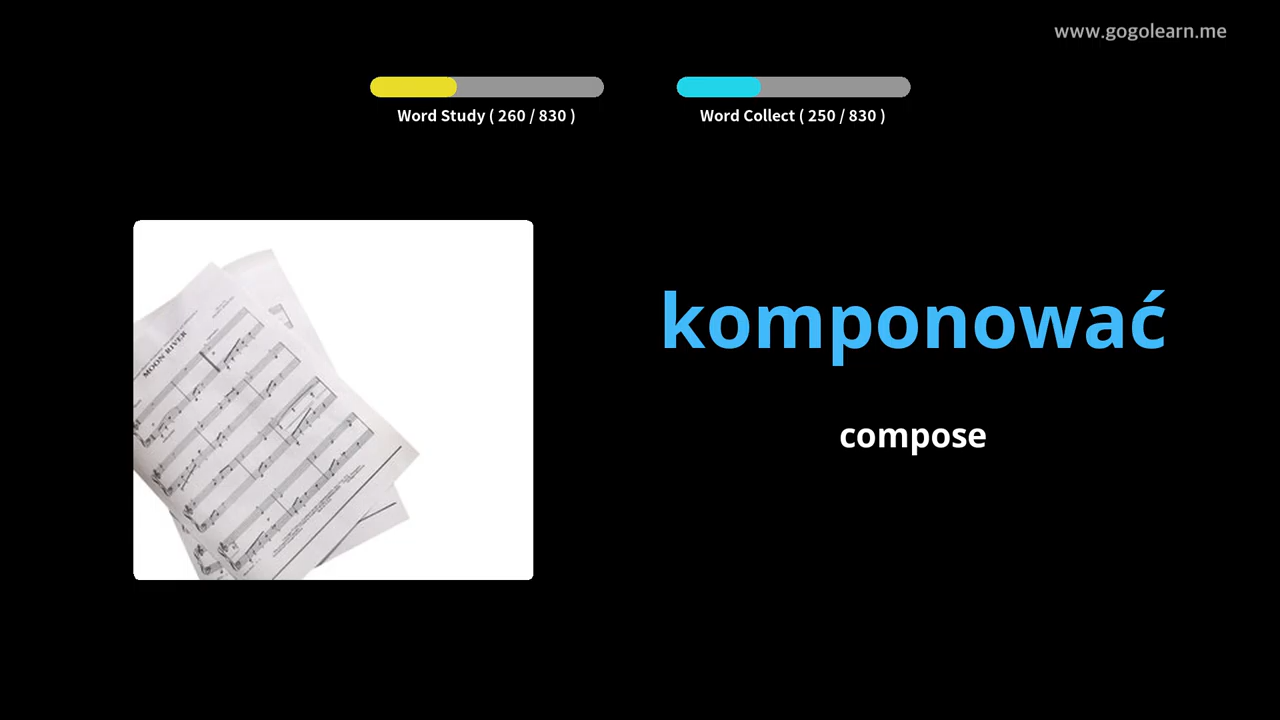 www.gogolearn.me
Word Study ( 260 / 830 )
Word Collect ( 250 / 830 )
MOON RIVER
komponować
compose